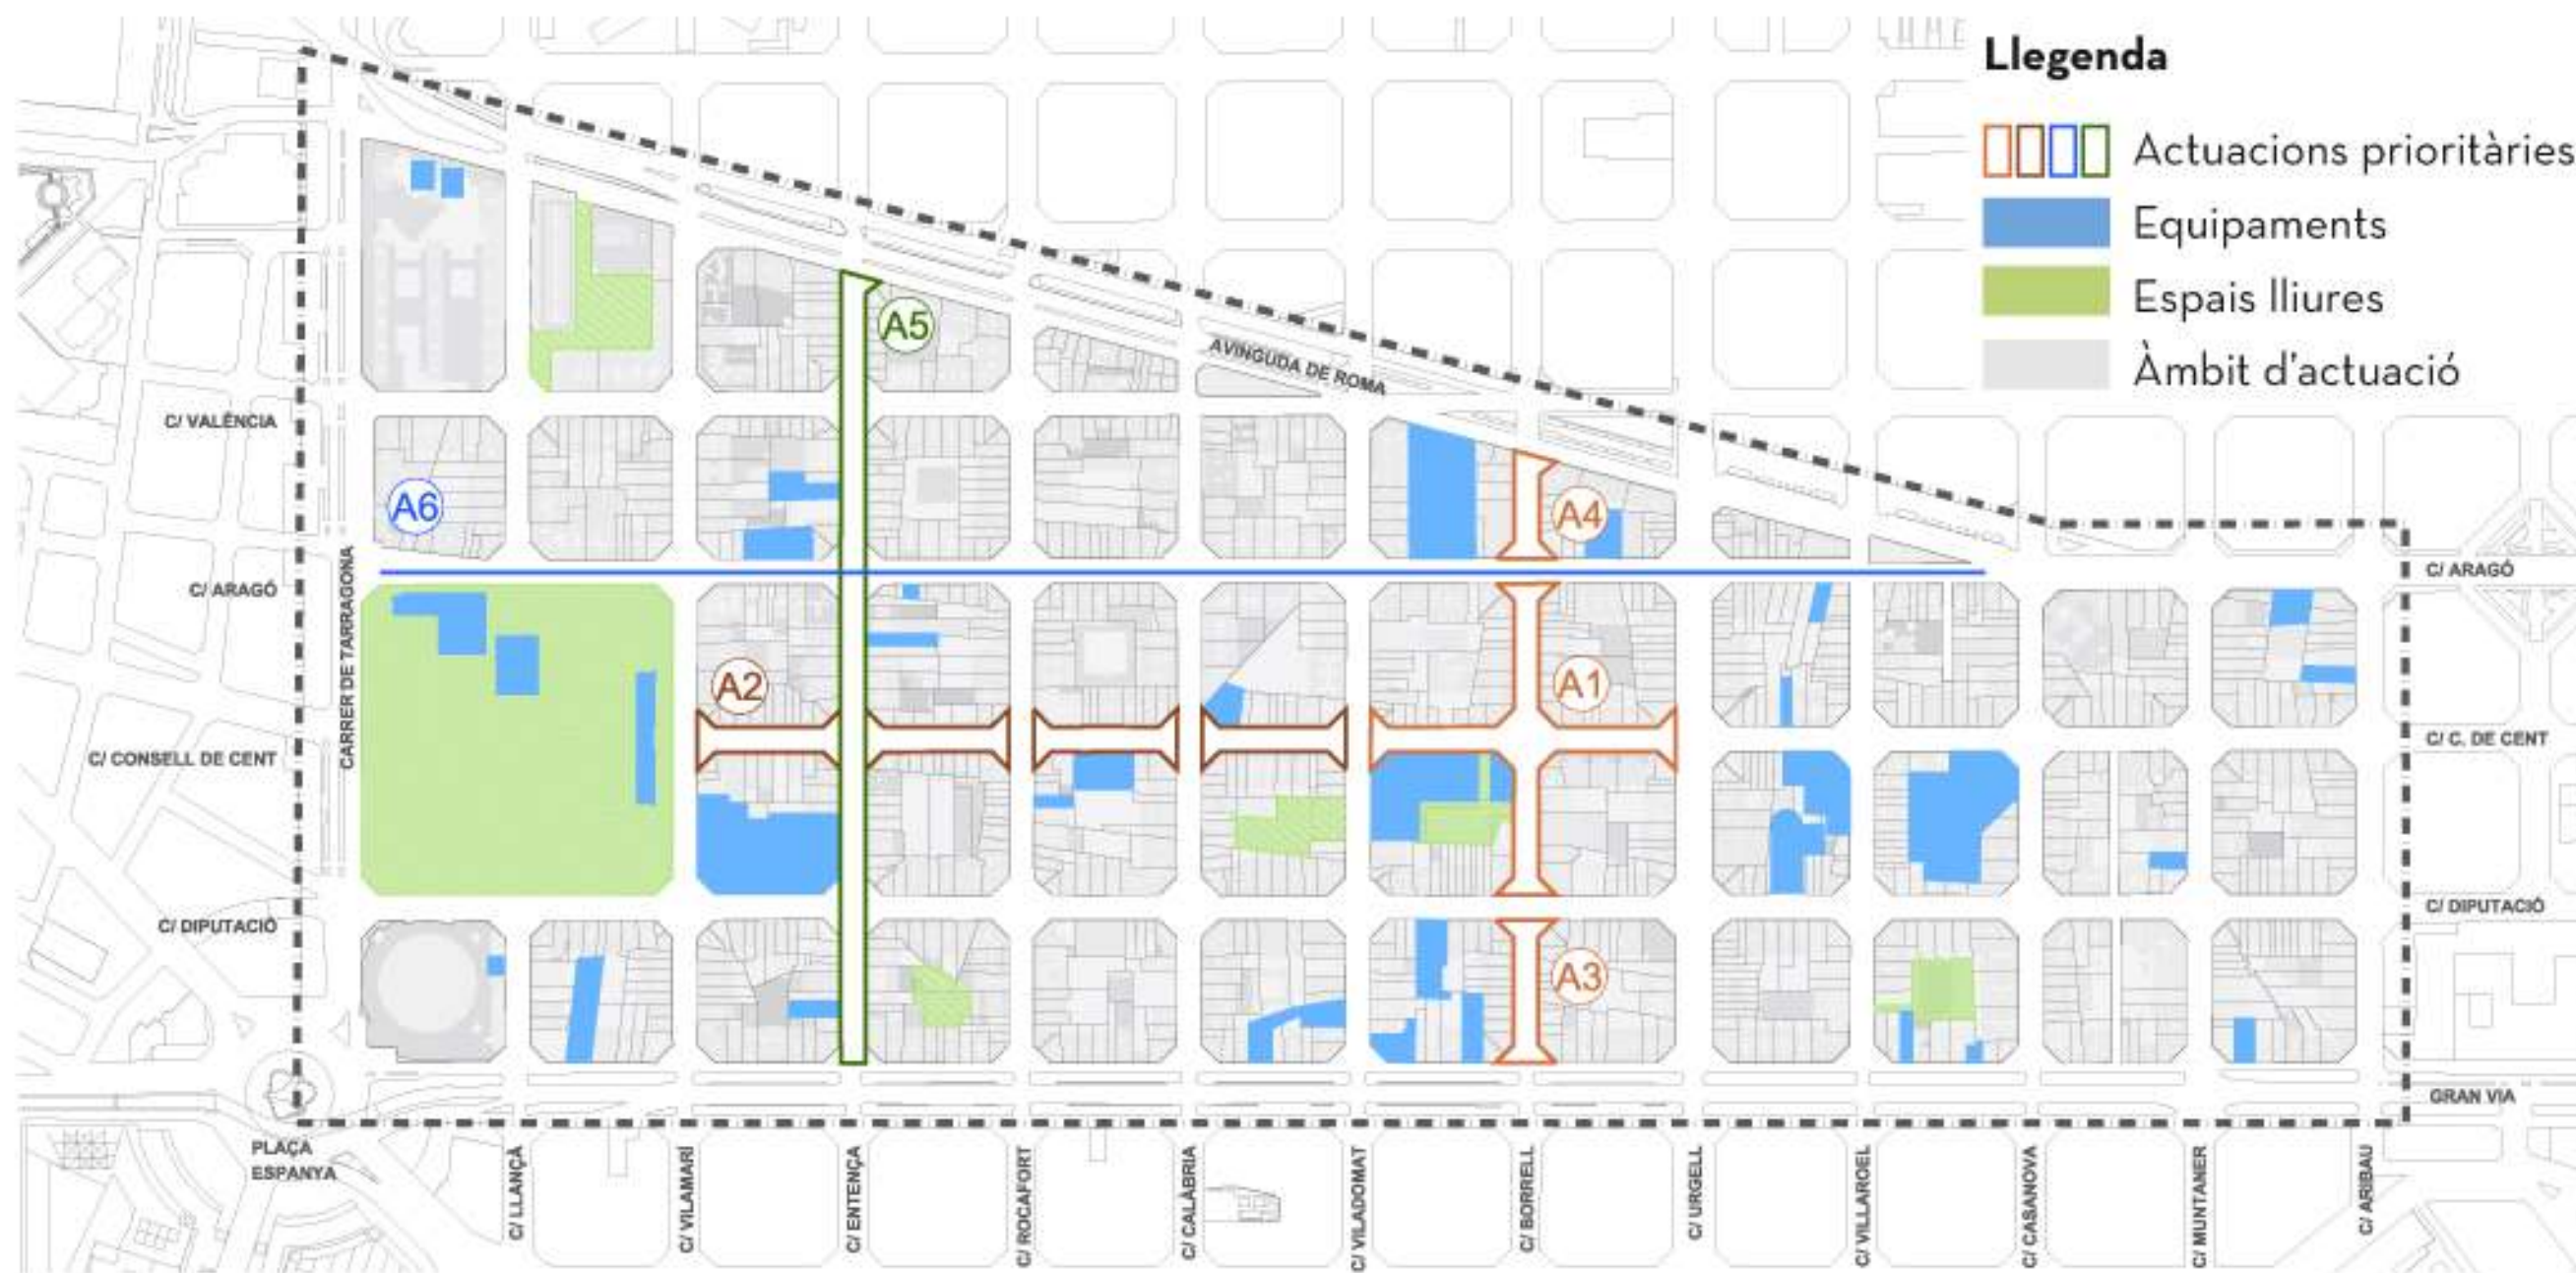 Llegenda
Actuacions prioritàries
Equipaments
Espais lliures
Àmbit d'actuació
A5
AVINGUDA DE ROMA
C/ VALÈNCIA
A6
A4
C/ ARAGÓ
C/ ARAGÓ
CARRER DE TARRAGONA
A2
A1
C/ CONSELL DE CENT
C/ C. DE CENT
C/ DIPUTACIÓ
C/ DIPUTACIÓ
A3
GRAN VIA
PLAÇA
ESPANYA
C/ LLANÇÀ
C/ VILAMARÍ
C/ ENTENÇA
C/ ROCAFORT
C/ CALÀBRIA
C/ VILADOMAT
C/ BORRELL
C/ URGELL
C/ VILLAROEL
C/ CASANOVA
C/ MUNTANER
C/ ARIBAU